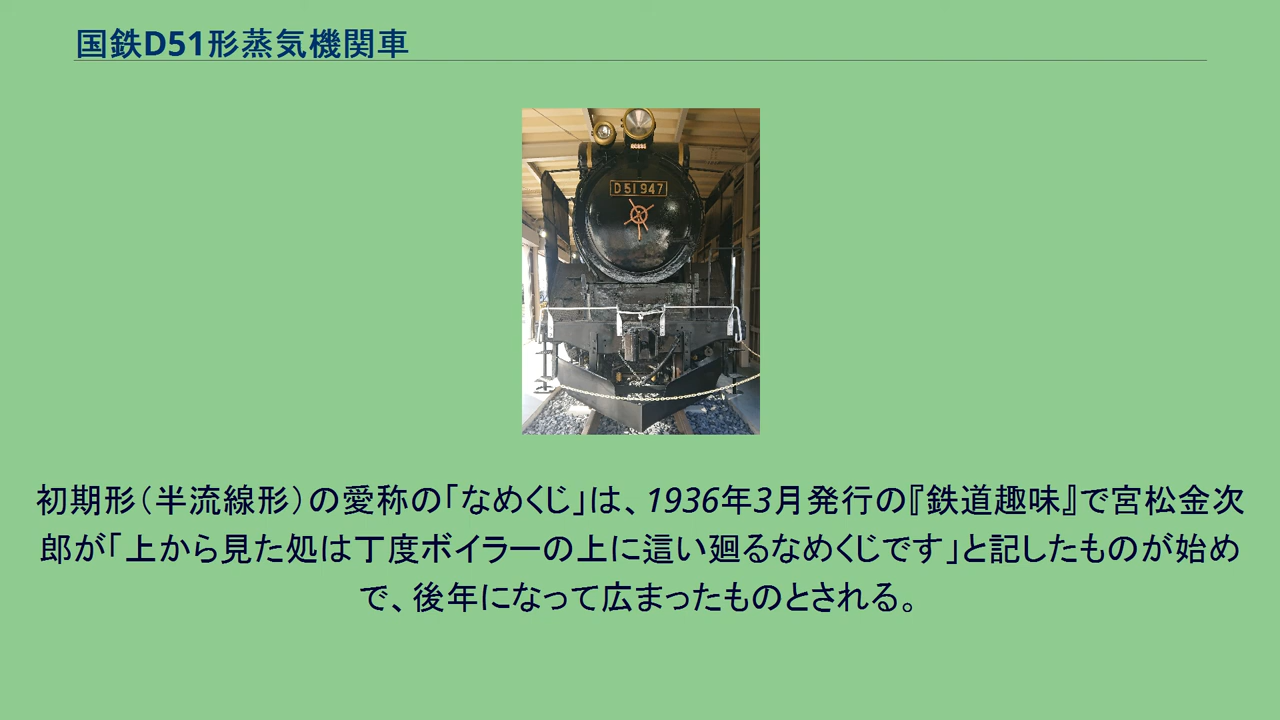 国鉄D51形蒸気機関車
D51 947
初期形（半流線形）の愛称の「なめくじ」は、1936年3月発行の『鉄道趣味』で宮松金次
郎が「上から見た処は丁度ボイラーの上に這い廻るなめくじです」と記したものが始め
で、後年になって広まったものとされる。